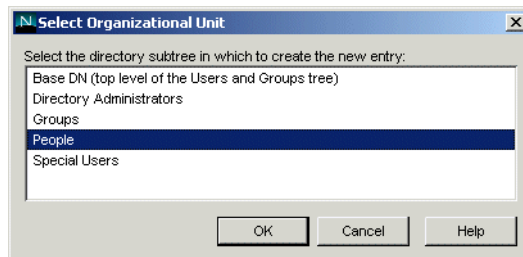 Select Organizational Unit
Select the directory subtree in which to create the new entry:
Base DN (top level of the Users and Groups tree)
Directory Administrators
Groups
People
Special Users
OK Cancel Help